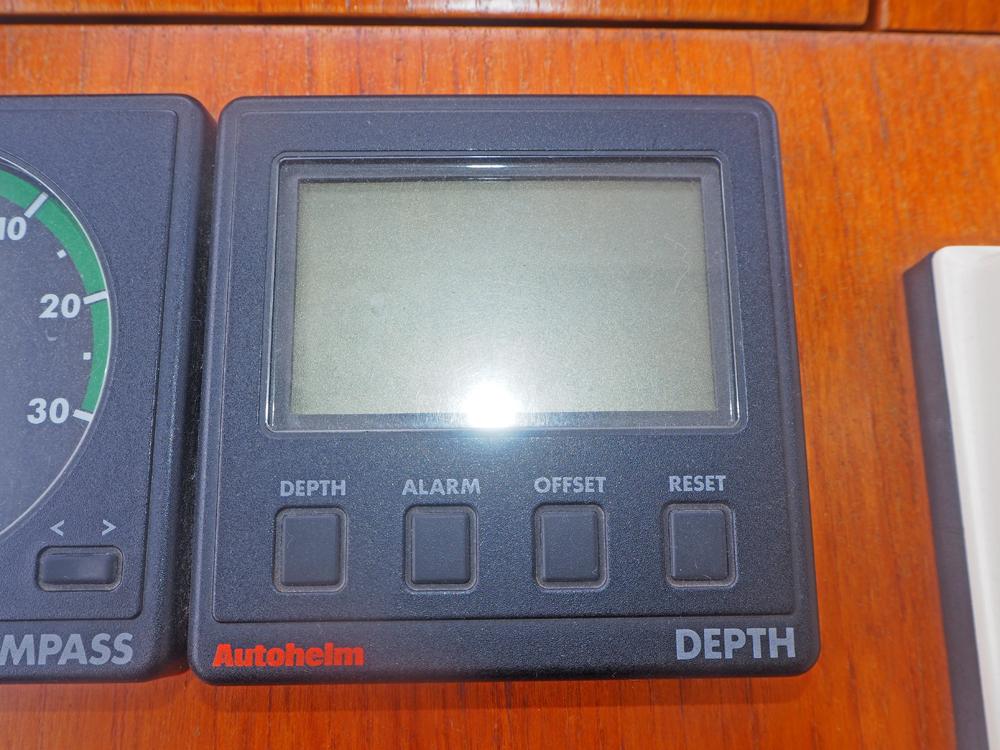 10
20
30
< >
MPASS
DEPTH ALARM OFFSET RESET
Autohelm
DEPTH